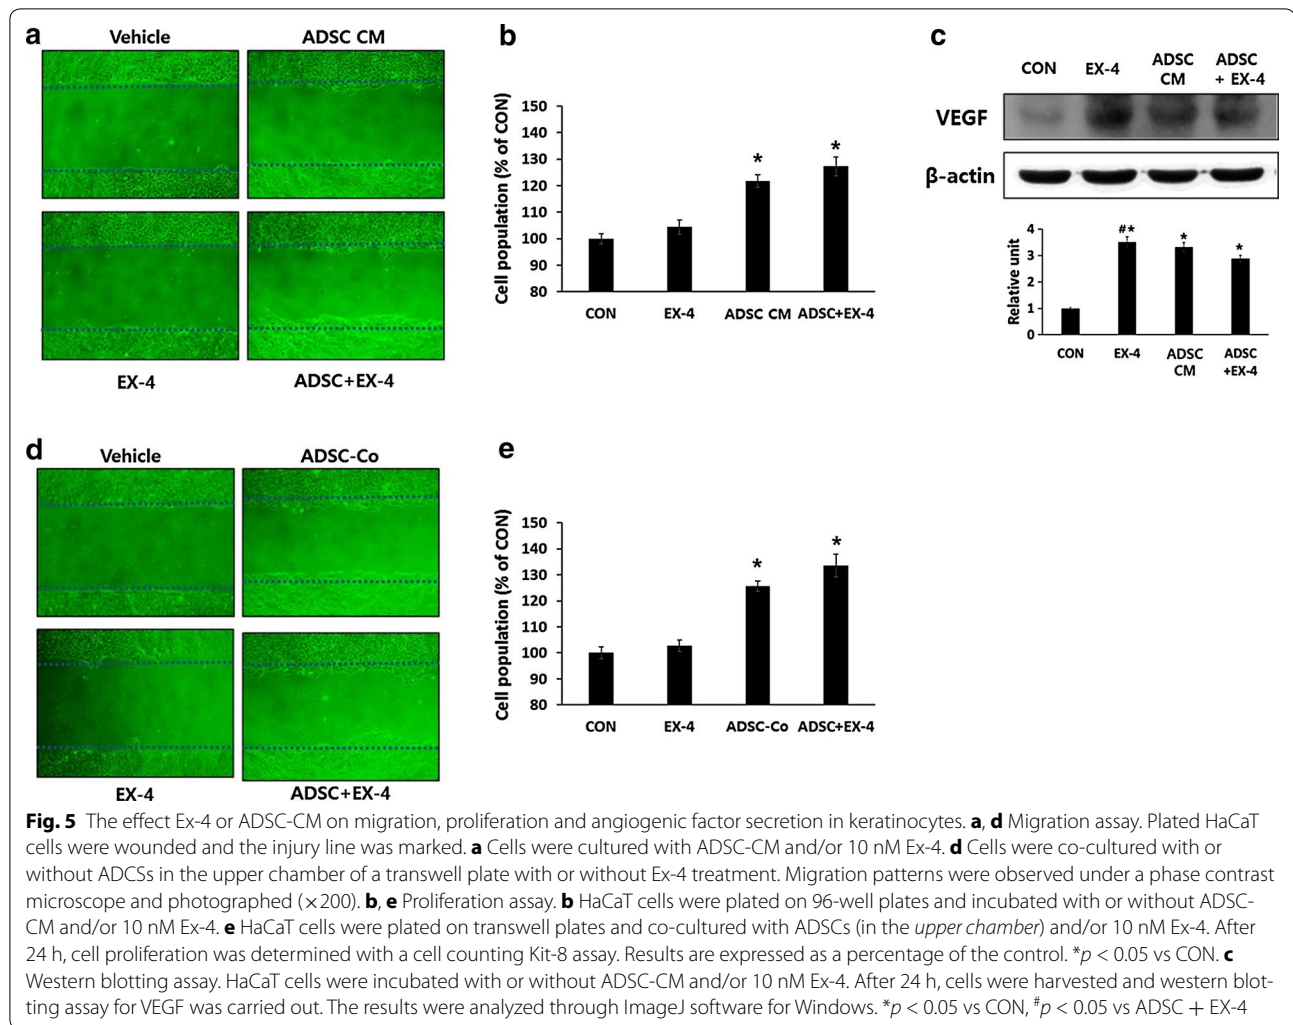 a
Vehicle
ADSC CM
EX-4
ADSC+EX-4
b
Cell population (% of CON)
150
140
130
120
110
100
90
80
*
*
CON
EX-4
ADSC CM
ADSC+EX-4
c
CON
EX-4
ADSC
CM
ADSC
+ EX-4
VEGF
β-actin
Relative unit
4
3
2
1
0
#*
*
*
CON
EX-4
ADSC
CM
ADSC
+EX-4
d
Vehicle
ADSC-Co
EX-4
ADSC+EX-4
e
Cell population (% of CON)
150
140
130
120
110
100
90
80
*
*
CON
EX-4
ADSC-Co
ADSC+EX-4
Fig. 5 The effect Ex-4 or ADSC-CM on migration, proliferation and angiogenic factor secretion in keratinocytes. a, d Migration assay. Plated HaCaT
cells were wounded and the injury line was marked. a Cells were cultured with ADSC-CM and/or 10 nM Ex-4. d Cells were co-cultured with or
without ADCSs in the upper chamber of a transwell plate with or without Ex-4 treatment. Migration patterns were observed under a phase contrast
microscope and photographed (×200). b, e Proliferation assay. b HaCaT cells were plated on 96-well plates and incubated with or without ADSC-
CM and/or 10 nM Ex-4. e HaCaT cells were plated on transwell plates and co-cultured with ADSCs (in the upper chamber) and/or 10 nM Ex-4. After
24 h, cell proliferation was determined with a cell counting Kit-8 assay. Results are expressed as a percentage of the control. *p < 0.05 vs CON. c
Western blotting assay. HaCaT cells were incubated with or without ADSC-CM and/or 10 nM Ex-4. After 24 h, cells were harvested and western blot-
ting assay for VEGF was carried out. The results were analyzed through ImageJ software for Windows. *p < 0.05 vs CON, #p < 0.05 vs ADSC + EX-4